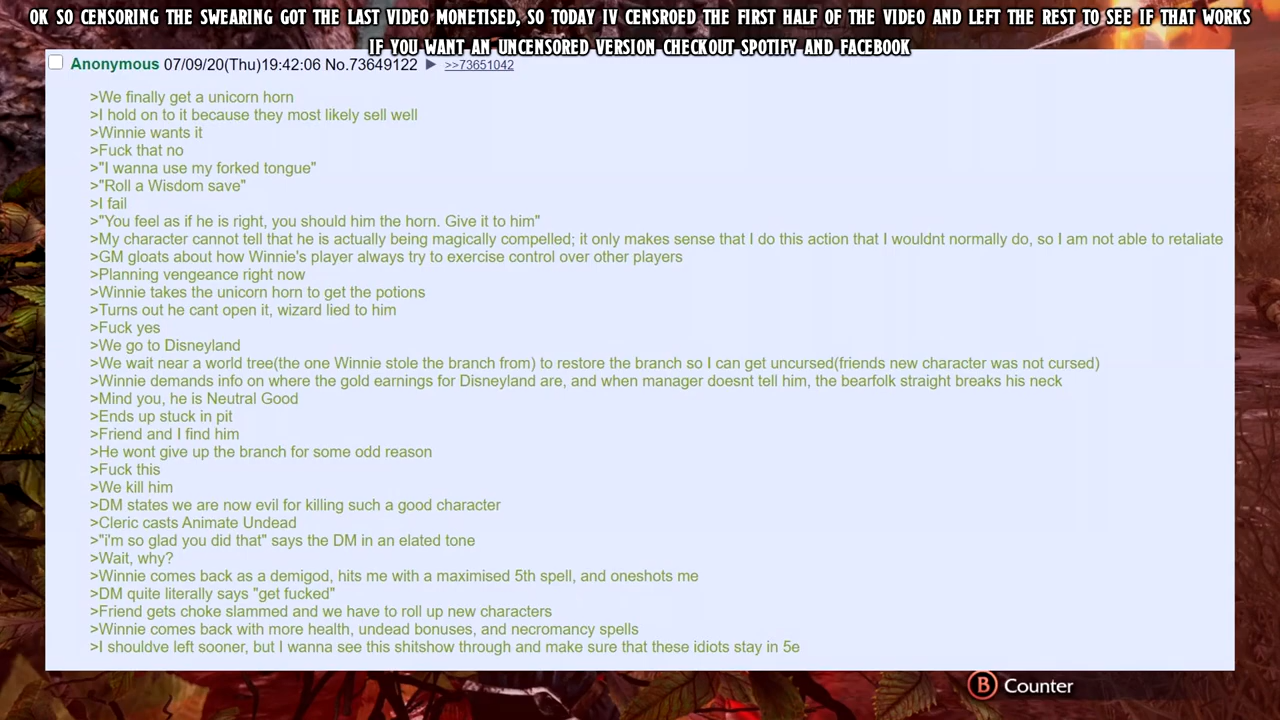 OK SO CENSORING THE SWEARING GOT THE LAST VIDEO MONETISED, SO TODAY IV CENSROED THE FIRST HALF OF THE VIDEO AND LEFT THE REST TO SEE IF THAT WORKS
IF YOU WANT AN UNCENSORED VERSION CHECKOUT SPOTIFY AND FACEBOOK
Anonymous 07/09/20(Thu)19:42:06 No.73649122 ▶ >>73651042
>We finally get a unicorn horn
>I hold on to it because they most likely sell well
>Winnie wants it
>Fuck that no
>"I wanna use my forked tongue"
>"Roll a Wisdom save"
>I fail
>"You feel as if he is right, you should him the horn. Give it to him"
>My character cannot tell that he is actually being magically compelled; it only makes sense that I do this action that I wouldnt normally do, so I am not able to retaliate
>GM gloats about how Winnie's player always try to exercise control over other players
>Planning vengeance right now
>Winnie takes the unicorn horn to get the potions
>Turns out he cant open it, wizard lied to him
>Fuck yes
>We go to Disneyland
>We wait near a world tree(the one Winnie stole the branch from) to restore the branch so I can get uncursed(friends new character was not cursed)
>Winnie demands info on where the gold earnings for Disneyland are, and when manager doesnt tell him, the bearfolk straight breaks his neck
>Mind you, he is Neutral Good
>Ends up stuck in pit
>Friend and I find him
>He wont give up the branch for some odd reason
>Fuck this
>We kill him
>DM states we are now evil for killing such a good character
>Cleric casts Animate Undead
>"i'm so glad you did that" says the DM in an elated tone
>Wait, why?
>Winnie comes back as a demigod, hits me with a maximised 5th spell, and oneshots me
>DM quite literally says "get fucked"
>Friend gets choke slammed and we have to roll up new characters
>Winnie comes back with more health, undead bonuses, and necromancy spells
>I shouldve left sooner, but I wanna see this shitshow through and make sure that these idiots stay in 5e
B Counter